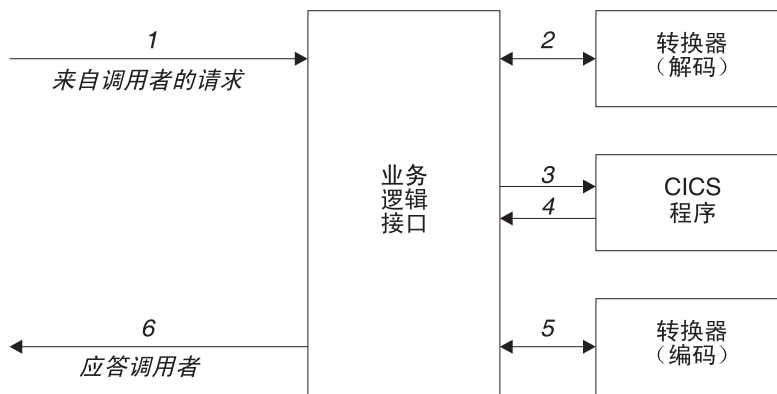 1
来自调用者的请求
2
转换器
（解码）
业务
逻辑
接口
3
4
CICS
程序
6
应答调用者
5
转换器
（编码）